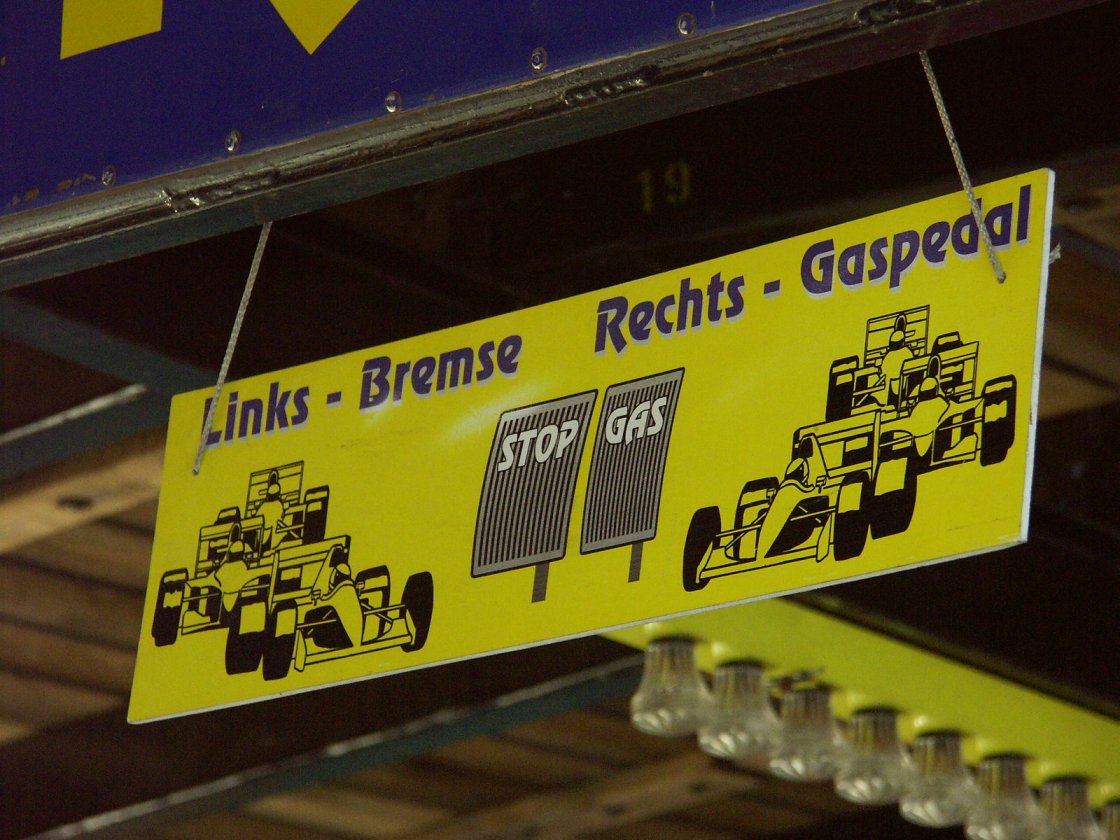 19
Links - Bremse Rechts - Gaspedal
STOP GAS